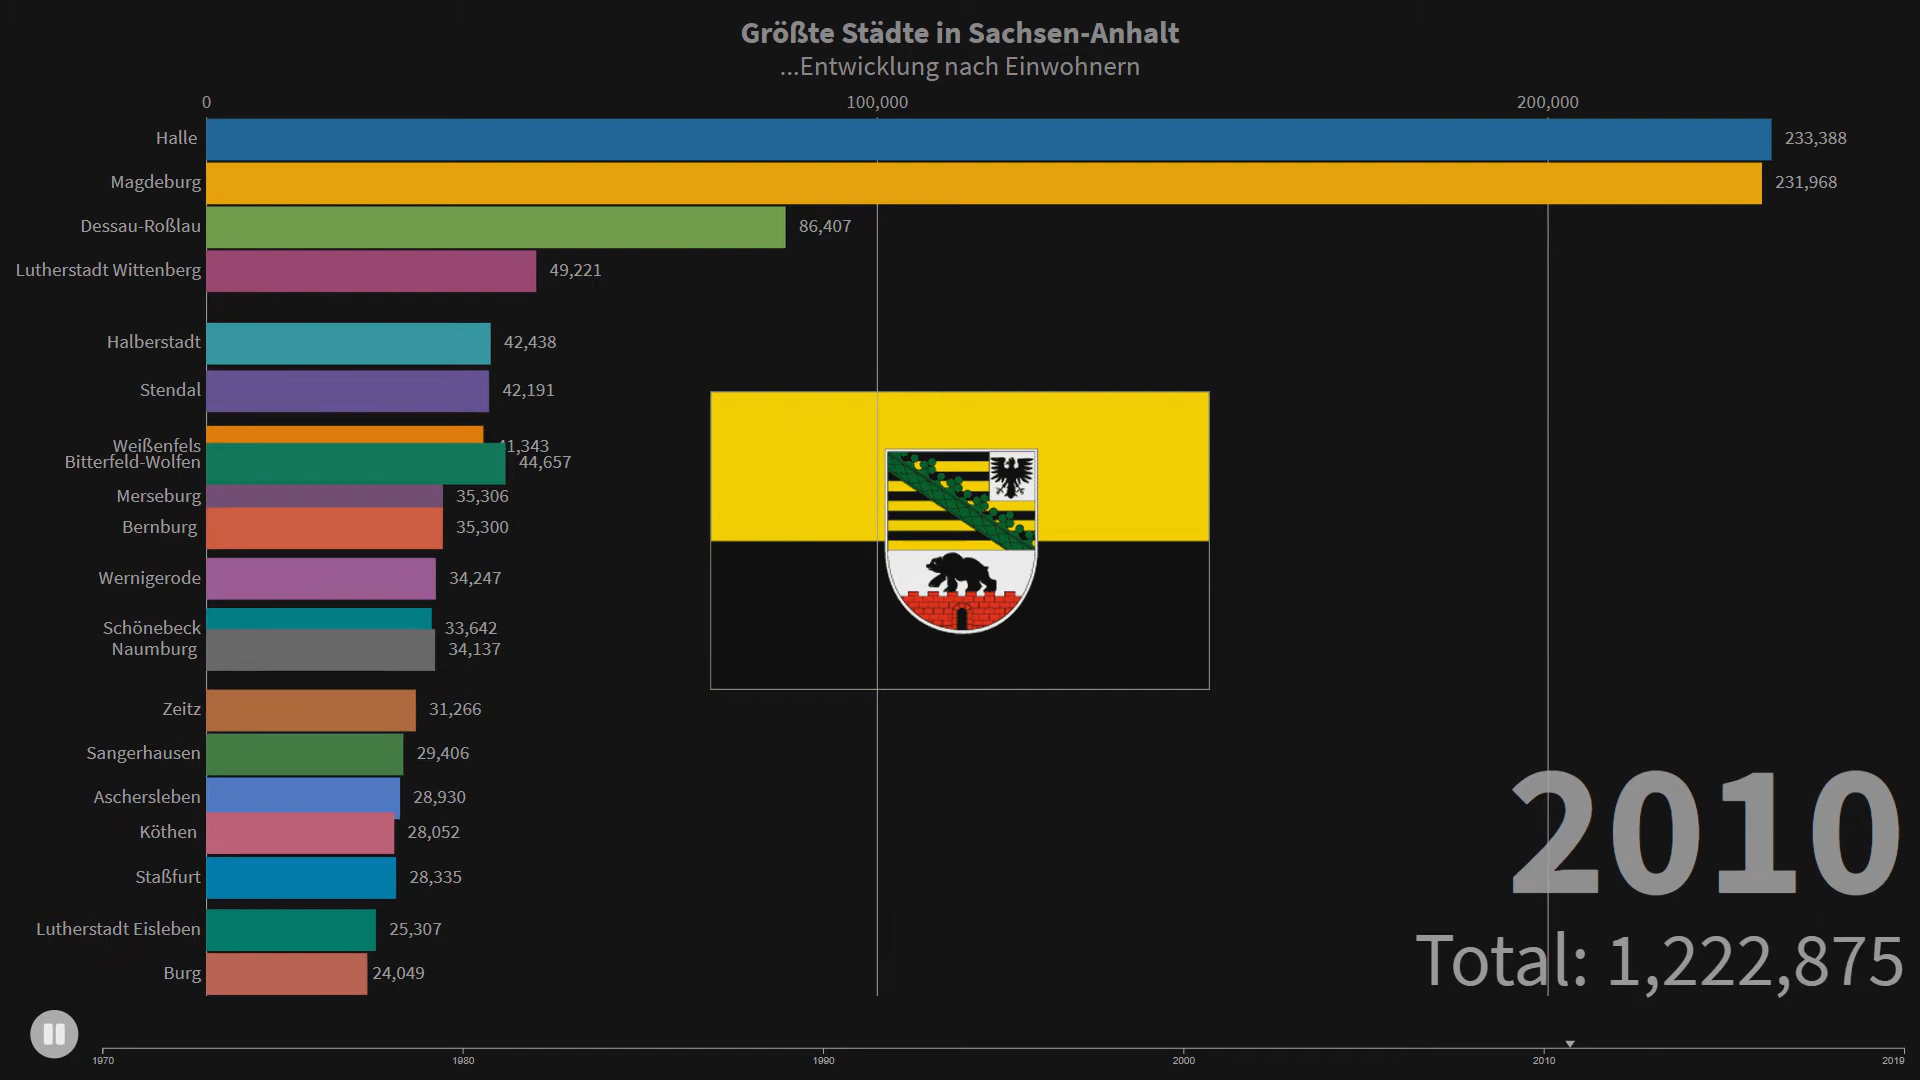 Größte Städte in Sachsen-Anhalt
...Entwicklung nach Einwohnern
0 100,000 200,000
Halle 233,388
Magdeburg 231,968
Dessau-Roßlau 86,407
Lutherstadt Wittenberg 49,221
Halberstadt 42,438
Stendal 42,191
Weißenfels 41,343
Bitterfeld-Wolfen 44,657
Merseburg 35,306
Bernburg 35,300
Wernigerode 34,247
Schönebeck 33,642
Naumburg 34,137
Zeitz 31,266
Sangerhausen 29,406
Aschersleben 28,930
Köthen 28,052
Staßfurt 28,335
Lutherstadt Eisleben 25,307
Burg 24,049
2010
Total: 1,222,875
1970 1980 1990 2000 2010 2019